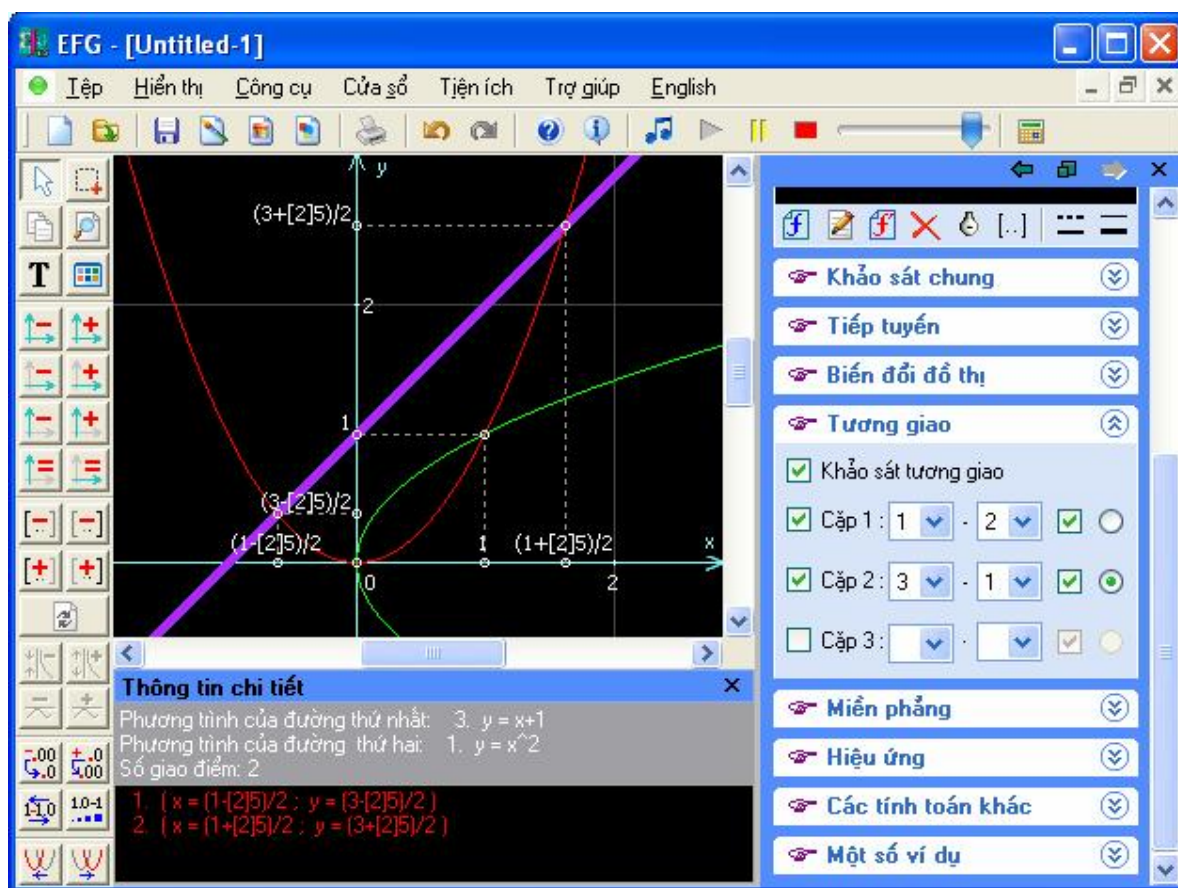 EFG - [Untitled-1]
Tệp Hiển thị Công cụ Cửa sổ Tiện ích Trợ giúp English
T
y
(3+[2]5)/2
2
1
(3-[2]5)/2
(1-[2]5)/2
1
(1+[2]5)/2
x
0
2
[..]
Khảo sát chung
Tiếp tuyến
Biến đổi đồ thị
Tương giao
Khảo sát tương giao
Cặp 1 : 1 - 2
Cặp 2 : 3 - 1
Cặp 3 : -
Miền phẳng
Hiệu ứng
Các tính toán khác
Một số ví dụ
Thông tin chi tiết
Phương trình của đường thứ nhất: 3. y = x+1
Phương trình của đường thứ hai: 1. y = x^2
Số giao điểm: 2
1. ( x = (1-[2]5)/2 ; y = (3-[2]5)/2 )
2. ( x = (1+[2]5)/2 ; y = (3+[2]5)/2 )